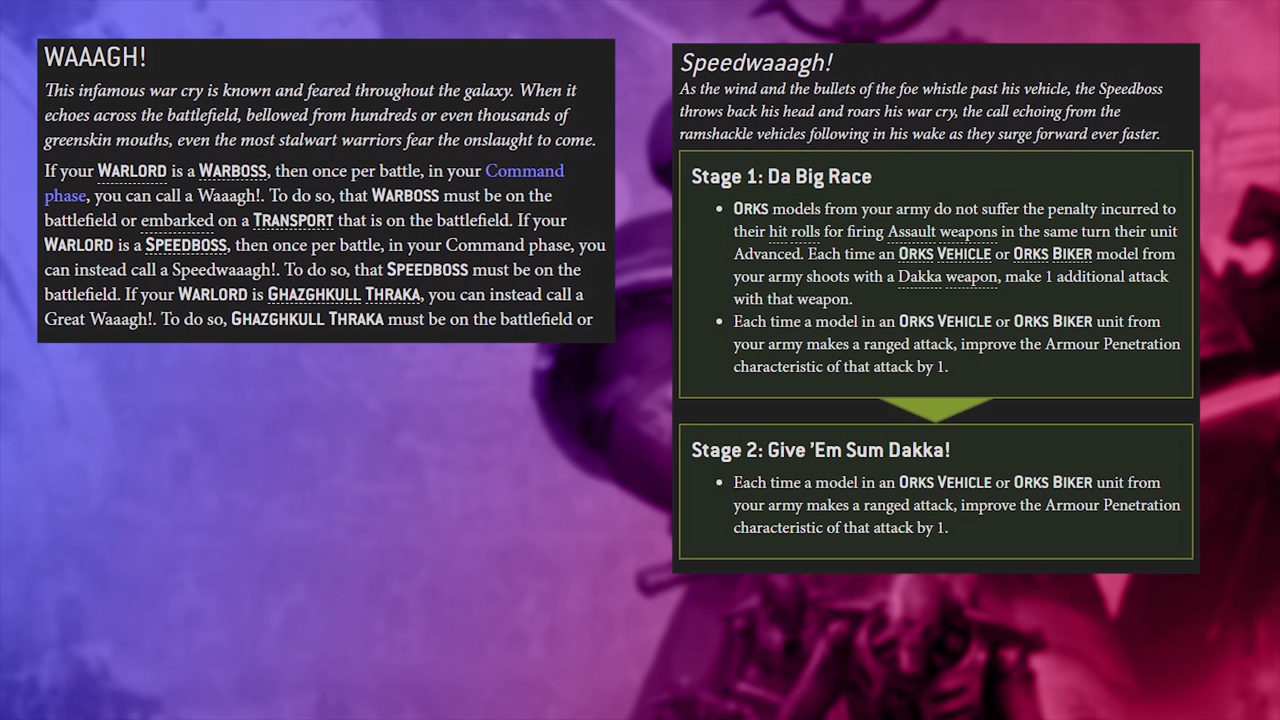 WAAAGH!
This infamous war cry is known and feared throughout the galaxy. When it
echoes across the battlefield, bellowed from hundreds or even thousands of
greenskin mouths, even the most stalwart warriors fear the onslaught to come.
If your WARLORD is a WARBOSS, then once per battle, in your Command
phase, you can call a Waaagh!. To do so, that WARBOSS must be on the
battlefield or embarked on a TRANSPORT that is on the battlefield. If your
WARLORD is a SPEEDBOSS, then once per battle, in your Command phase, you
can instead call a Speedwaaagh!. To do so, that SPEEDBOSS must be on the
battlefield. If your WARLORD is GHAZGHKULL THRAKA, you can instead call a
Great Waaagh!. To do so, GHAZGHKULL THRAKA must be on the battlefield or
Speedwaaagh!
As the wind and the bullets of the foe whistle past his vehicle, the Speedboss
throws back his head and roars his war cry, the call echoing from the
ramshackle vehicles following in his wake as they surge forward ever faster.
Stage 1: Da Big Race
• ORKS models from your army do not suffer the penalty incurred to
their hit rolls for firing Assault weapons in the same turn their unit
Advanced. Each time an ORKS VEHICLE or ORKS BIKER model from
your army shoots with a Dakka weapon, make 1 additional attack
with that weapon.
• Each time a model in an ORKS VEHICLE or ORKS BIKER unit from
your army makes a ranged attack, improve the Armour Penetration
characteristic of that attack by 1.
Stage 2: Give 'Em Sum Dakka!
• Each time a model in an ORKS VEHICLE or ORKS BIKER unit from
your army makes a ranged attack, improve the Armour Penetration
characteristic of that attack by 1.